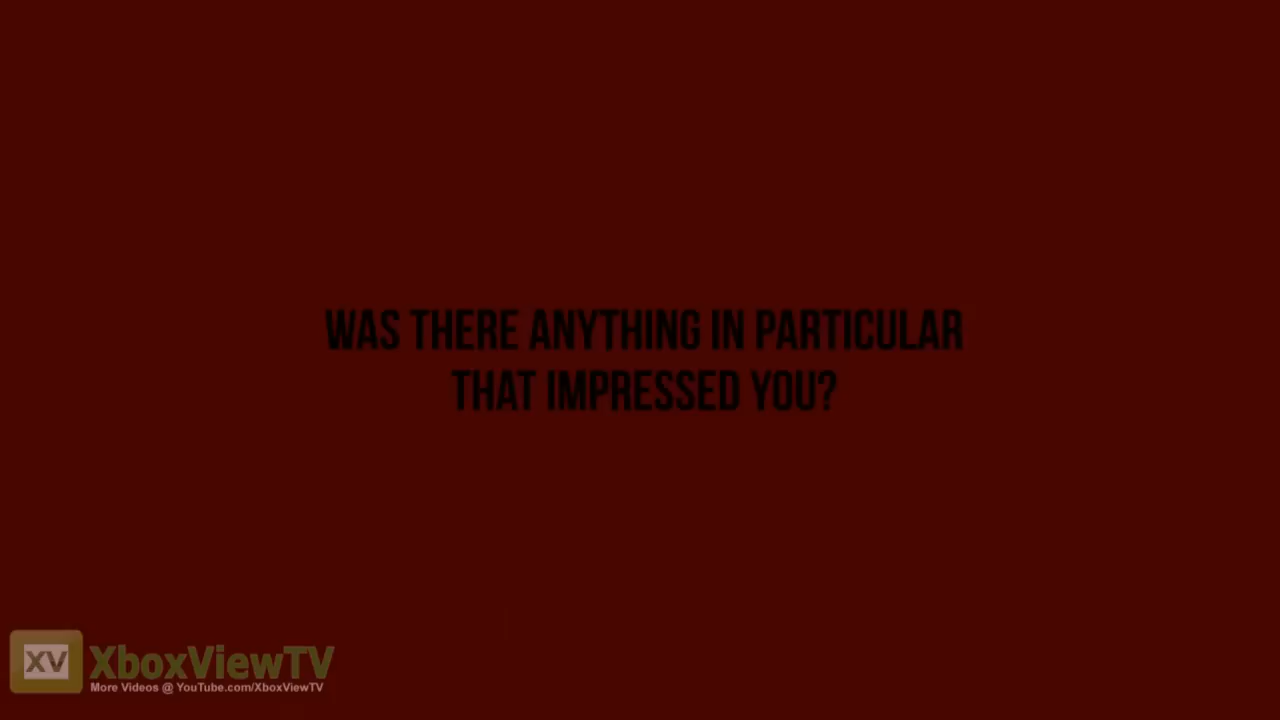 WAS THERE ANYTHING IN PARTICULAR
THAT IMPRESSED YOU?
XV XboxViewTV
More Videos @ YouTube.com/XboxViewTV